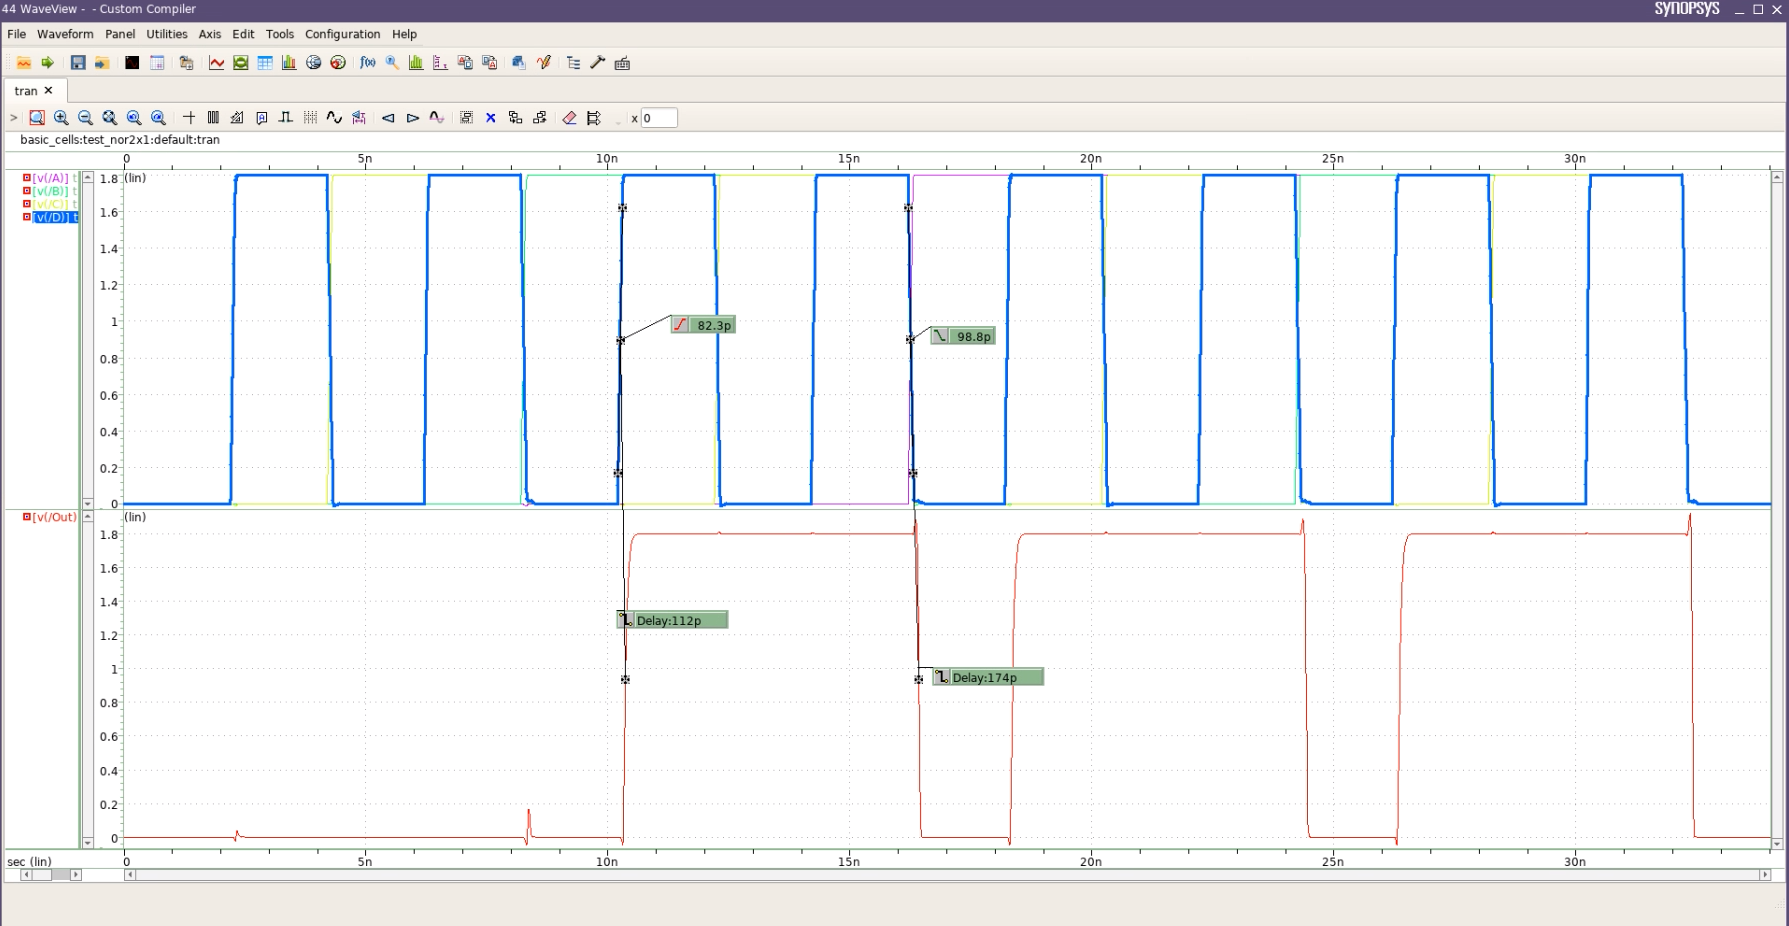 44 WaveView - - Custom Compiler
SYNOPSYS
File Waveform Panel Utilities Axis Edit Tools Configuration Help
tran
x 0
basic_cells:test_nor2x1:default:tran
0 5n 10n 15n 20n 25n 30n
[v(/A)] t
[v(/B)] t
[v(/C)] t
[v(/D)] t
(lin)
1.8
1.6
1.4
1.2
1
0.8
0.6
0.4
0.2
0
82.3p
98.8p
[v(/Out)
(lin)
1.8
1.6
1.4
1.2
1
0.8
0.6
0.4
0.2
0
Delay:112p
Delay:174p
sec (lin)
0 5n 10n 15n 20n 25n 30n